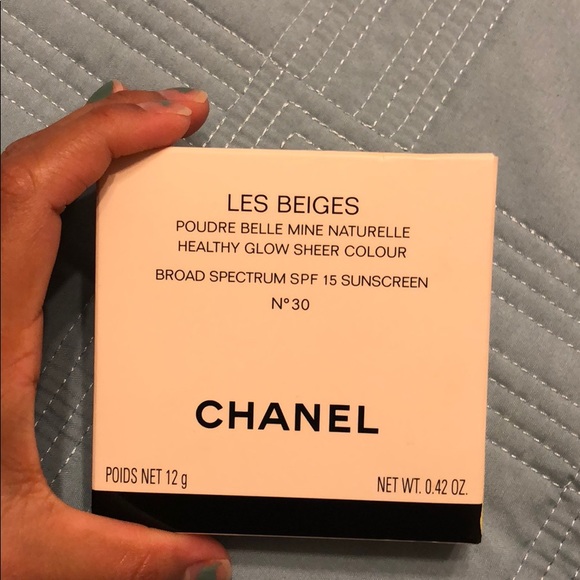 LES BEIGES
POUDRE BELLE MINE NATURELLE
HEALTHY GLOW SHEER COLOUR
BROAD SPECTRUM SPF 15 SUNSCREEN
N°30
CHANEL
POIDS NET 12 g NET WT. 0.42 OZ.